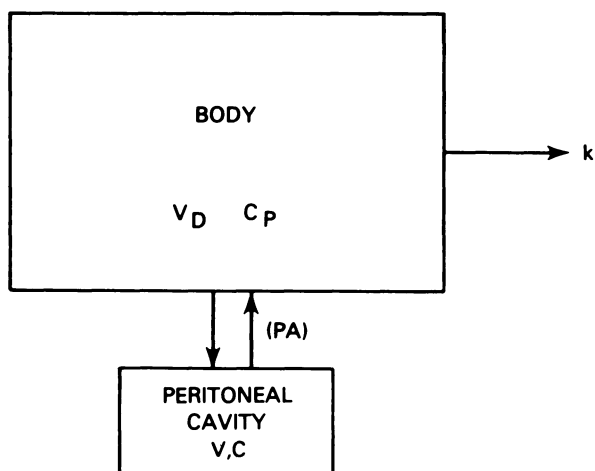 BODY
k
V_D C_P
(PA)
PERITONEAL
CAVITY
V,C